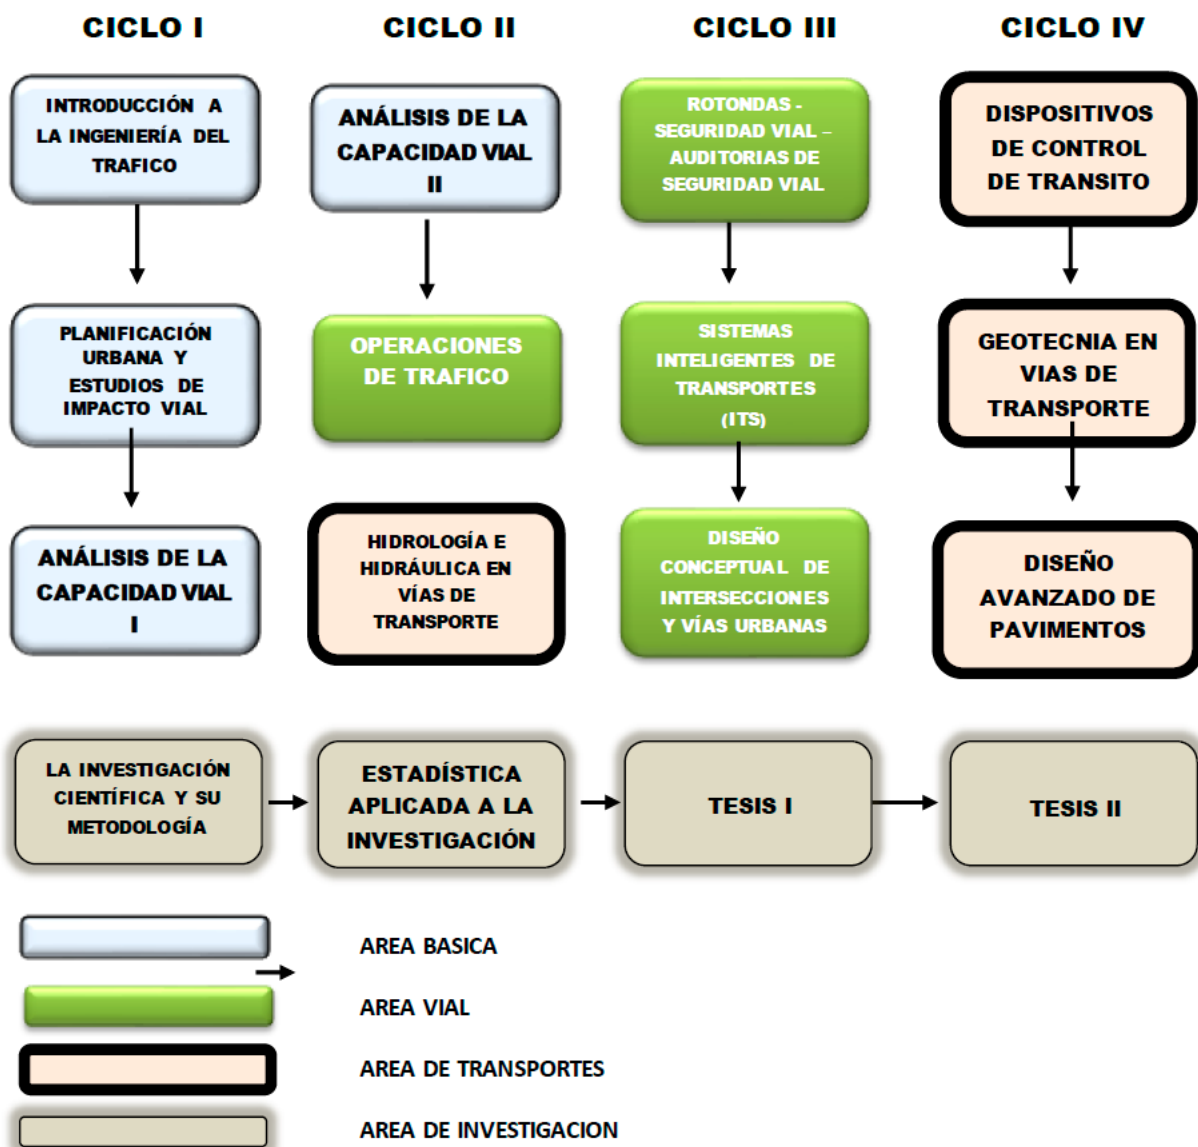 CICLO I
CICLO II
CICLO III
CICLO IV
INTRODUCCIÓN A
LA INGENIERÍA DEL
TRAFICO
ANÁLISIS DE LA
CAPACIDAD VIAL
II
ROTONDAS -
SEGURIDAD VIAL –
AUDITORIAS DE
SEGURIDAD VIAL
DISPOSITIVOS
DE CONTROL
DE TRANSITO
PLANIFICACIÓN
URBANA Y
ESTUDIOS DE
IMPACTO VIAL
OPERACIONES
DE TRAFICO
SISTEMAS
INTELIGENTES DE
TRANSPORTES
(ITS)
GEOTECNIA EN
VIAS DE
TRANSPORTE
ANÁLISIS DE LA
CAPACIDAD VIAL
I
HIDROLOGÍA E
HIDRÁULICA EN
VÍAS DE
TRANSPORTE
DISEÑO
CONCEPTUAL DE
INTERSECCIONES
Y VÍAS URBANAS
DISEÑO
AVANZADO DE
PAVIMENTOS
LA INVESTIGACIÓN
CIENTÍFICA Y SU
METODOLOGÍA
ESTADÍSTICA
APLICADA A LA
INVESTIGACIÓN
TESIS I
TESIS II
AREA BASICA
AREA VIAL
AREA DE TRANSPORTES
AREA DE INVESTIGACION